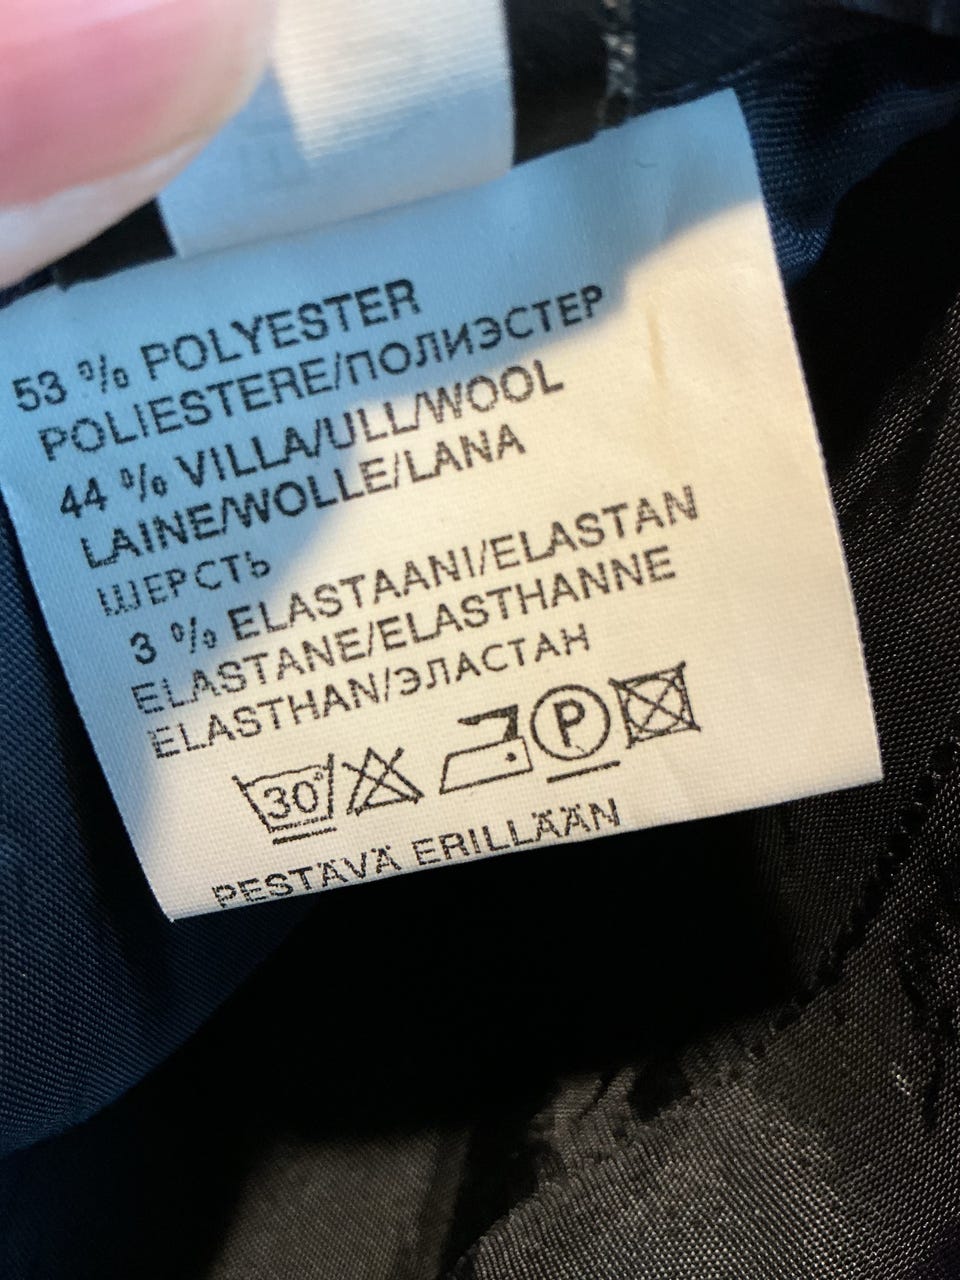 53 % POLYESTER
POLIESTERE/ПОЛИЭСТЕР
44 % VILLA/ULL/WOOL
LAINE/WOLLE/LANA
ШЕРСТЬ
3 % ELASTAANI/ELASTAN
ELASTANE/ELASTHANNE
ELASTHAN/ЭЛАСТАН
30° P
PESTÄVÄ ERILLÄÄN